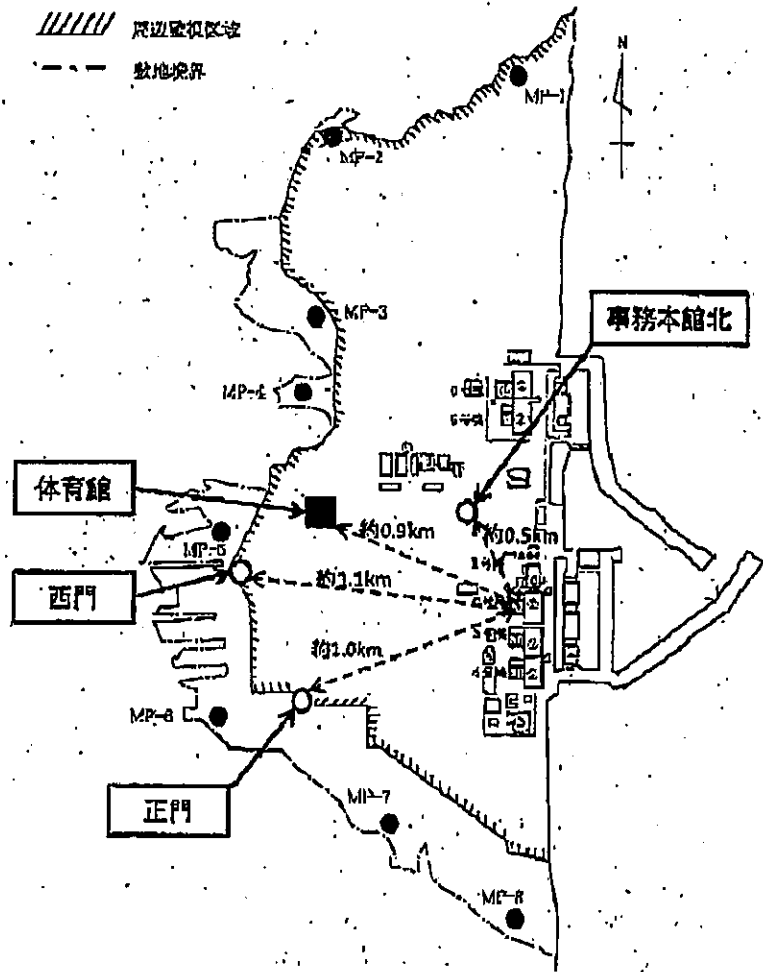 周辺監視区域
敷地境界
N
MP-1
MP-2
MP-3
事務本館北
MP-4
体育館
約0.9km
約0.5km
MP-5
西門
約1.1km
約1.0km
MP-6
正門
MP-7
MP-8